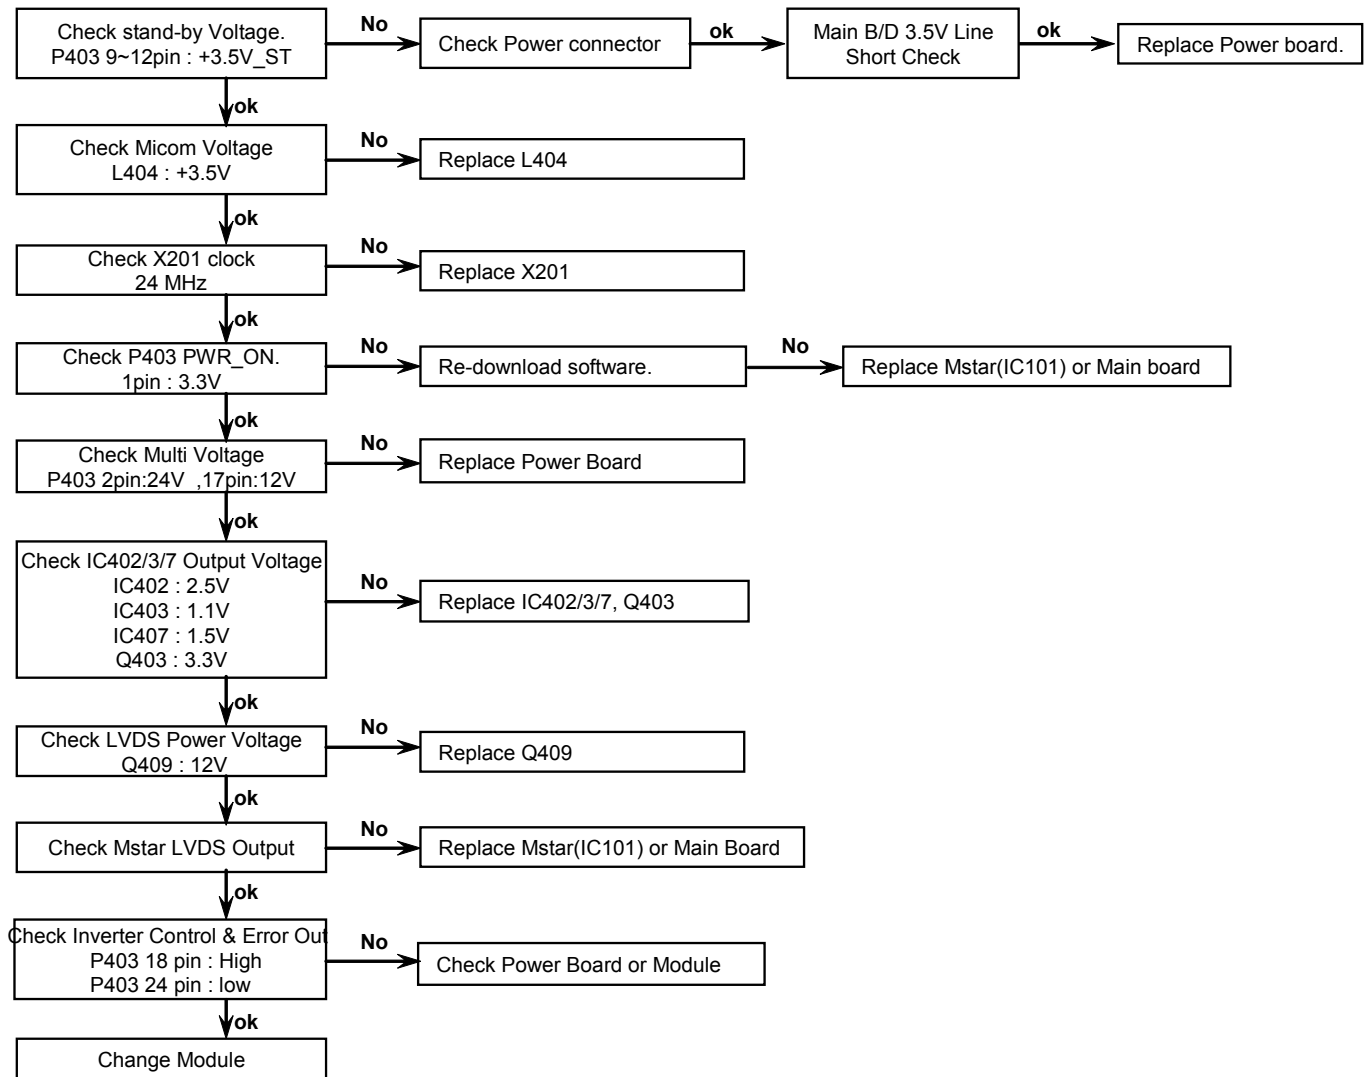 Check stand-by Voltage.
P403 9~12pin : +3.5V_ST
No
Check Power connector
ok
Main B/D 3.5V Line
Short Check
ok
Replace Power board.
ok
Check Micom Voltage
L404 : +3.5V
No
Replace L404
ok
Check X201 clock
24 MHz
No
Replace X201
ok
Check P403 PWR_ON.
1pin : 3.3V
No
Re-download software.
No
Replace Mstar(IC101) or Main board
ok
Check Multi Voltage
P403 2pin:24V ,17pin:12V
No
Replace Power Board
ok
Check IC402/3/7 Output Voltage
IC402 : 2.5V
IC403 : 1.1V
IC407 : 1.5V
Q403 : 3.3V
No
Replace IC402/3/7, Q403
ok
Check LVDS Power Voltage
Q409 : 12V
No
Replace Q409
ok
Check Mstar LVDS Output
No
Replace Mstar(IC101) or Main Board
ok
Check Inverter Control & Error Out
P403 18 pin : High
P403 24 pin : low
No
Check Power Board or Module
ok
Change Module